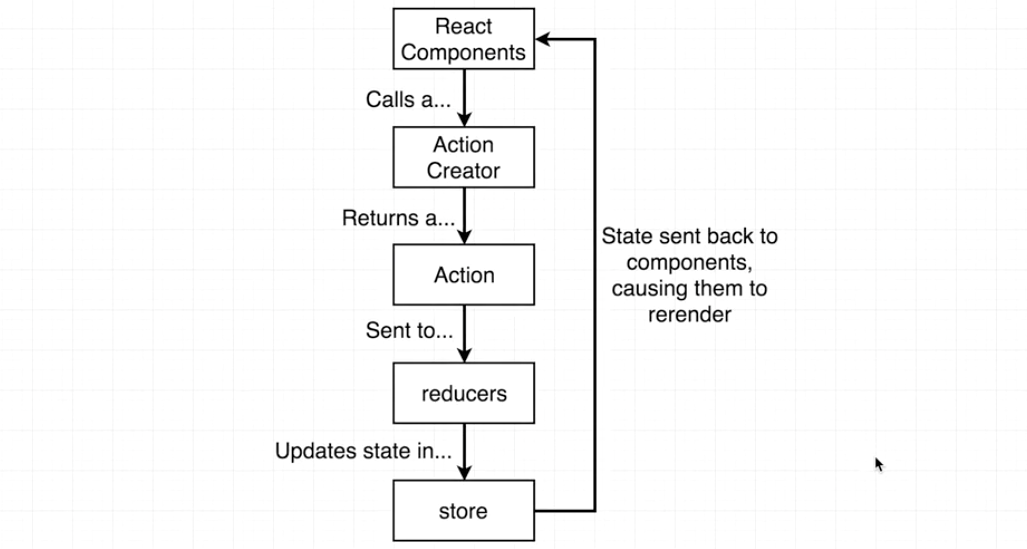 React
Components
Calls a...
Action
Creator
Returns a...
Action
Sent to...
reducers
Updates state in...
store
State sent back to
components,
causing them to
rerender